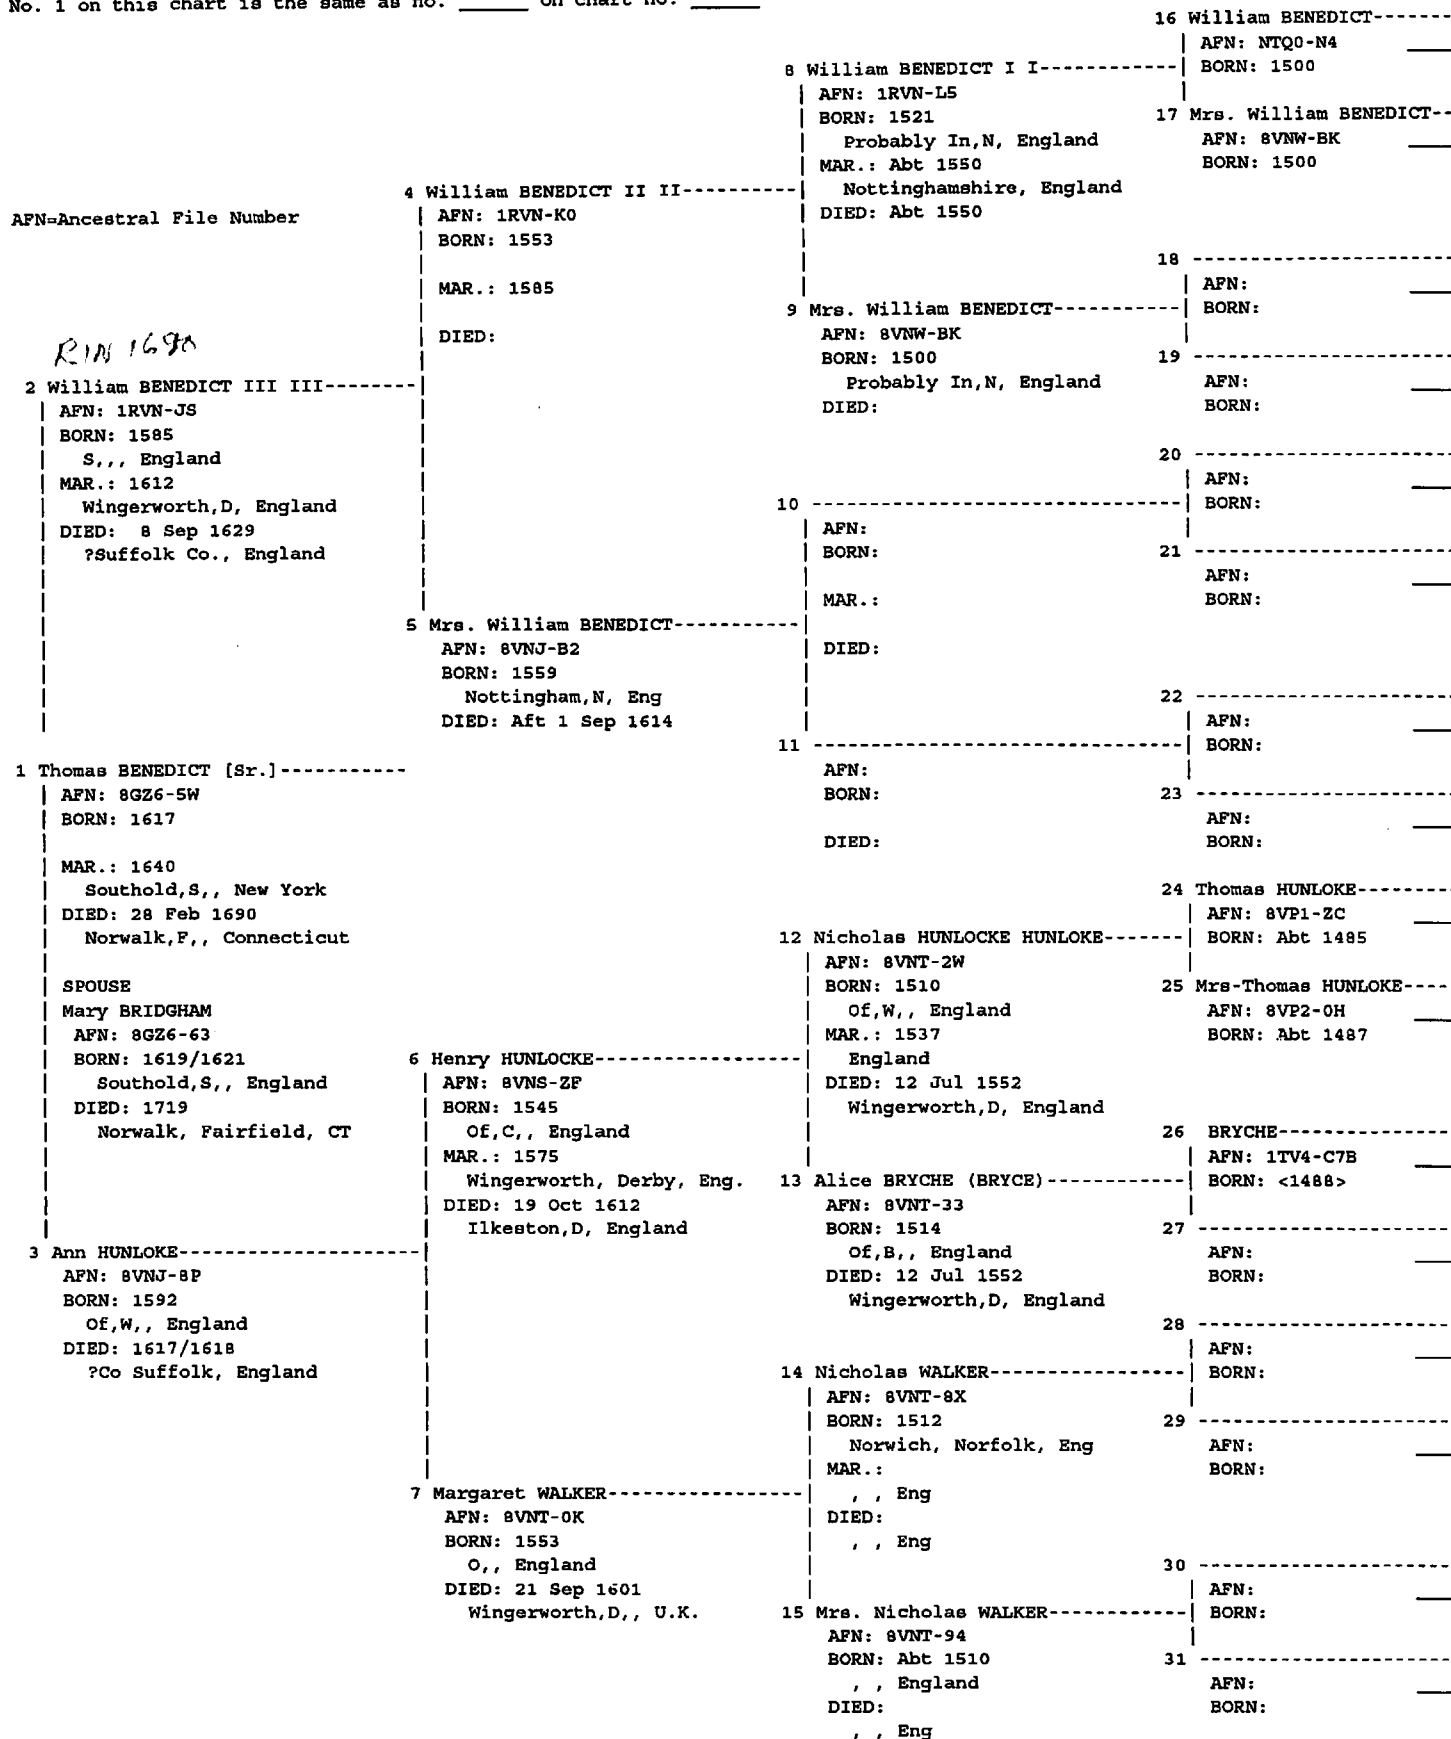 No. 1 on this chart is the same as no. _____ on chart no. _____
16 William BENEDICT-------
AFN: NTQ0-N4
BORN: 1500
8 William BENEDICT I I------------
AFN: 1RVN-L5
BORN: 1521
Probably In,N, England
MAR.: Abt 1550
Nottinghamshire, England
DIED: Abt 1550
17 Mrs. William BENEDICT--
AFN: 8VNW-BK
BORN: 1500
4 William BENEDICT II II----------
AFN: 1RVN-K0
BORN: 1553
MAR.: 1585
DIED:
AFN=Ancestral File Number
18 ----------------------
AFN:
BORN:
9 Mrs. William BENEDICT-----------
AFN: 8VNW-BK
BORN: 1500
Probably In,N, England
DIED:
19 ----------------------
AFN:
BORN:
RIN
2 William BENEDICT III III--------
AFN: 1RVN-JS
BORN: 1585
S,,, England
MAR.: 1612
Wingerworth,D, England
DIED:  8 Sep 1629
?Suffolk Co., England
20 ----------------------
AFN:
BORN:
10 --------------------------------
AFN:
BORN:
MAR.:
DIED:
21 ----------------------
AFN:
BORN:
5 Mrs. William BENEDICT-----------
AFN: 8VNJ-B2
BORN: 1559
Nottingham,N, Eng
DIED: Aft 1 Sep 1614
22 ----------------------
AFN:
BORN:
11 --------------------------------
AFN:
BORN:
DIED:
23 ----------------------
AFN:
BORN:
1 Thomas BENEDICT [Sr.]-----------
AFN: 8GZ6-5W
BORN: 1617
MAR.: 1640
Southold,S,, New York
DIED: 28 Feb 1690
Norwalk,F,, Connecticut
SPOUSE
Mary BRIDGHAM
AFN: 8GZ6-63
BORN: 1619/1621
Southold,S,, England
DIED: 1719
Norwalk, Fairfield, CT
24 Thomas HUNLOKE--------
AFN: 8VP1-ZC
BORN: Abt 1485
12 Nicholas HUNLOCKE HUNLOKE-------
AFN: 8VNT-2W
BORN: 1510
Of,W,, England
MAR.: 1537
England
DIED: 12 Jul 1552
Wingerworth,D, England
25 Mrs-Thomas HUNLOKE----
AFN: 8VP2-0H
BORN: Abt 1487
6 Henry HUNLOCKE------------------
AFN: 8VNS-ZF
BORN: 1545
Of,C,, England
MAR.: 1575
Wingerworth, Derby, Eng.
DIED: 19 Oct 1612
Ilkeston,D, England
26  BRYCHE---------------
AFN: 1TV4-C7B
BORN: <1488>
13 Alice BRYCHE (BRYCE)------------
AFN: 8VNT-33
BORN: 1514
Of,B,, England
DIED: 12 Jul 1552
Wingerworth,D, England
27 ----------------------
AFN:
BORN:
3 Ann HUNLOKE---------------------
AFN: 8VNJ-8P
BORN: 1592
Of,W,, England
DIED: 1617/1618
?Co Suffolk, England
28 ----------------------
AFN:
BORN:
14 Nicholas WALKER-----------------
AFN: 8VNT-8X
BORN: 1512
Norwich, Norfolk, Eng
MAR.:
, , Eng
DIED:
, , Eng
29 ----------------------
AFN:
BORN:
7 Margaret WALKER-----------------
AFN: 8VNT-0K
BORN: 1553
O,, England
DIED: 21 Sep 1601
Wingerworth,D,, U.K.
30 ----------------------
AFN:
BORN:
15 Mrs. Nicholas WALKER------------
AFN: 8VNT-94
BORN: Abt 1510
, , England
DIED:
, , Eng
31 ----------------------
AFN:
BORN: